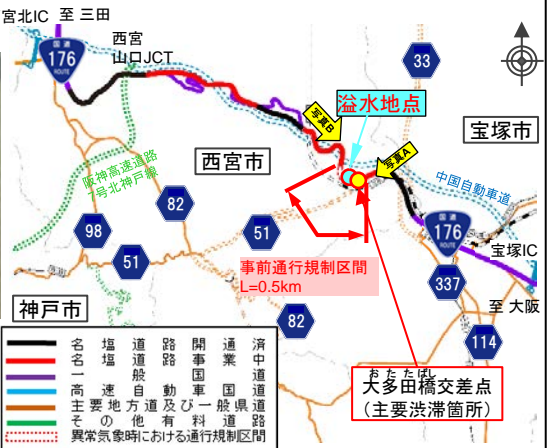 宮北IC 至 三田
国道
176
ROUTE
西宮
山口JCT
33
溢水地点
写真B
写真A
宝塚市
西宮市
阪神高速道路
7号北神戸線
中国自動車道
82
98
51
51
国道
176
ROUTE
宝塚IC
事前通行規制区間
L=0.5km
337
至 大阪
神戸市
82
114
おおたたばし
大多田橋交差点
(主要渋滞箇所)
名塩道路開通済
名塩道路事業中
一般国道
高速自動車国道
主要地方道及び一般県道
その他有料道路
異常気象時における通行規制区間